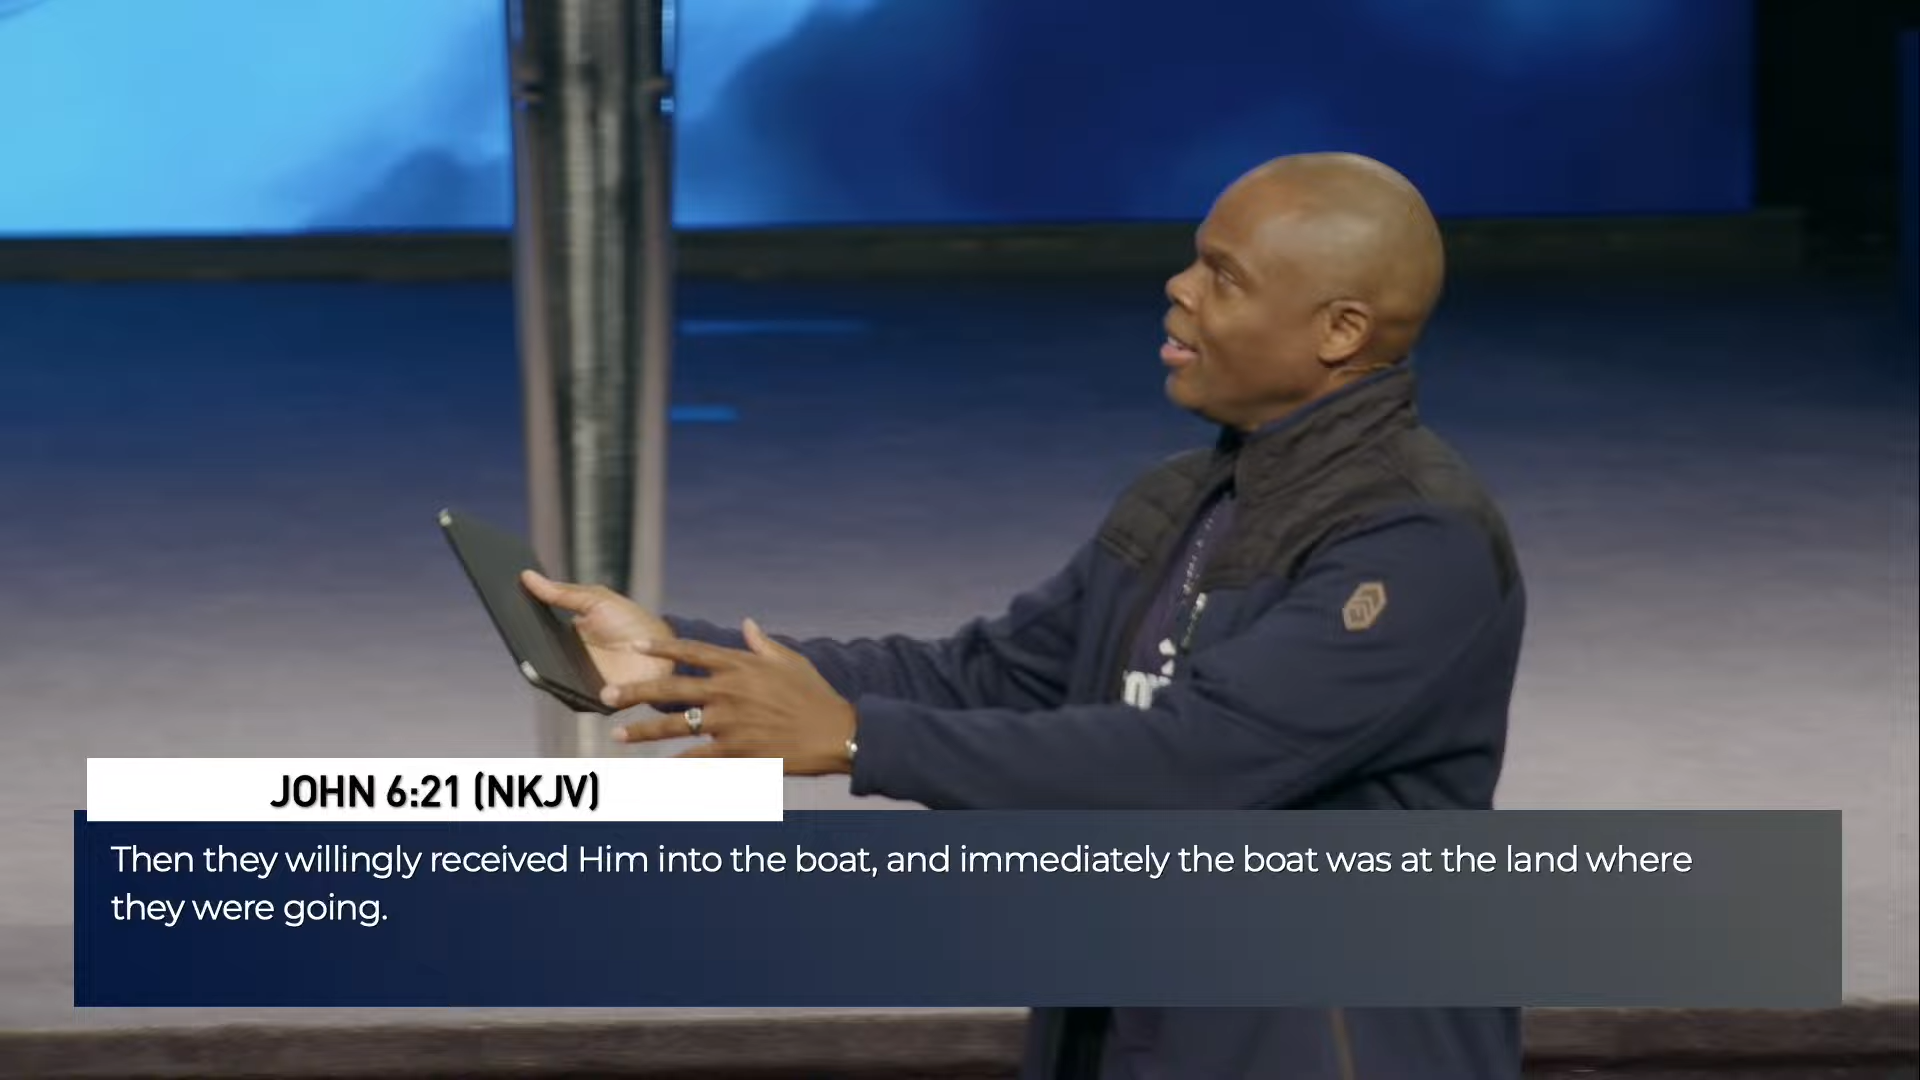 JOHN 6:21 (NKJV)
Then they willingly received Him into the boat, and immediately the boat was at the land where
they were going.